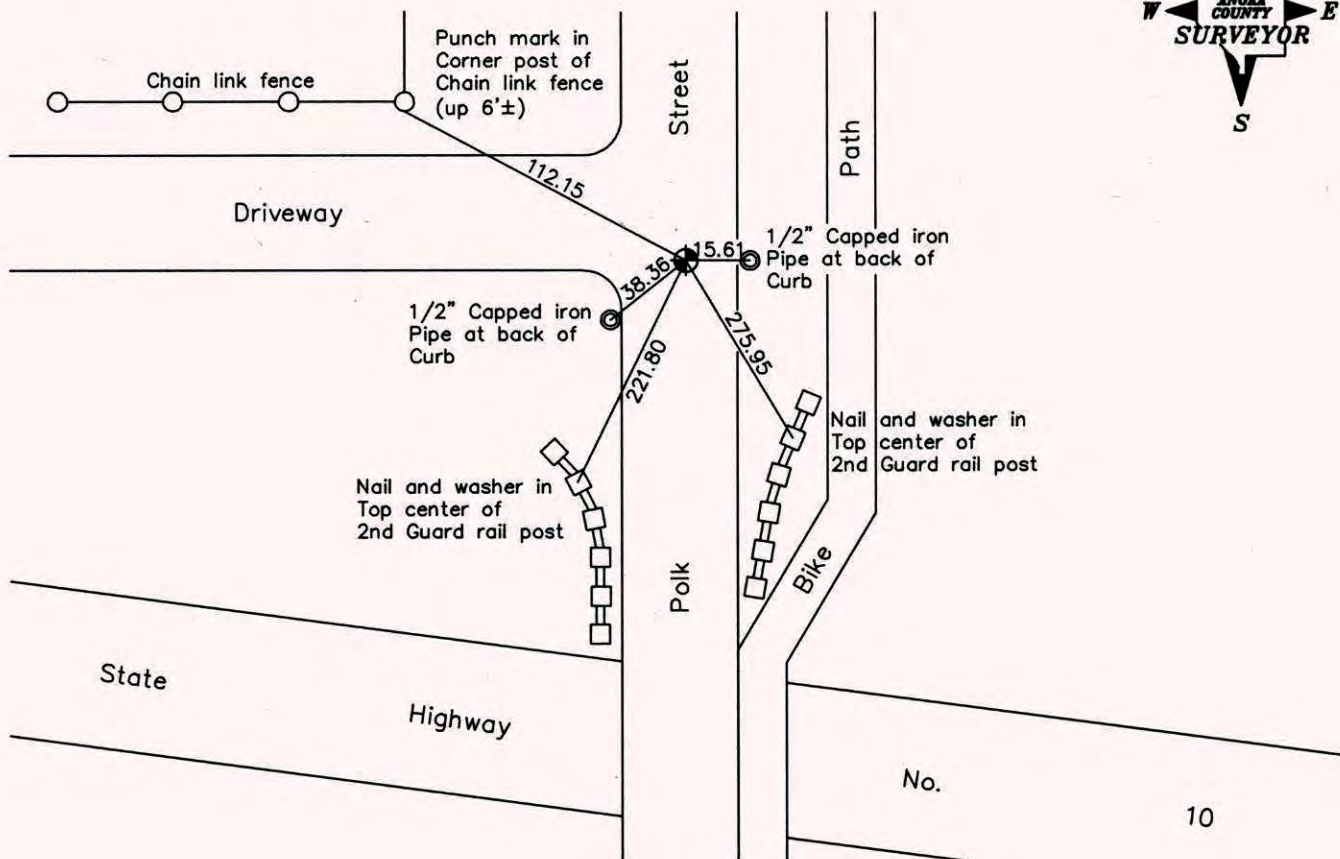 ANOKA
W COUNTY E
SURVEYOR
S
Punch mark in
Corner post of
Chain link fence
(up 6'±)
Chain link fence
Street
Path
112.15
Driveway
15.61
1/2" Capped iron
Pipe at back of
Curb
38.36
1/2" Capped iron
Pipe at back of
Curb
221.80
275.95
Nail and washer in
Top center of
2nd Guard rail post
Nail and washer in
Top center of
2nd Guard rail post
Polk
Bike
State
Highway
No.
10